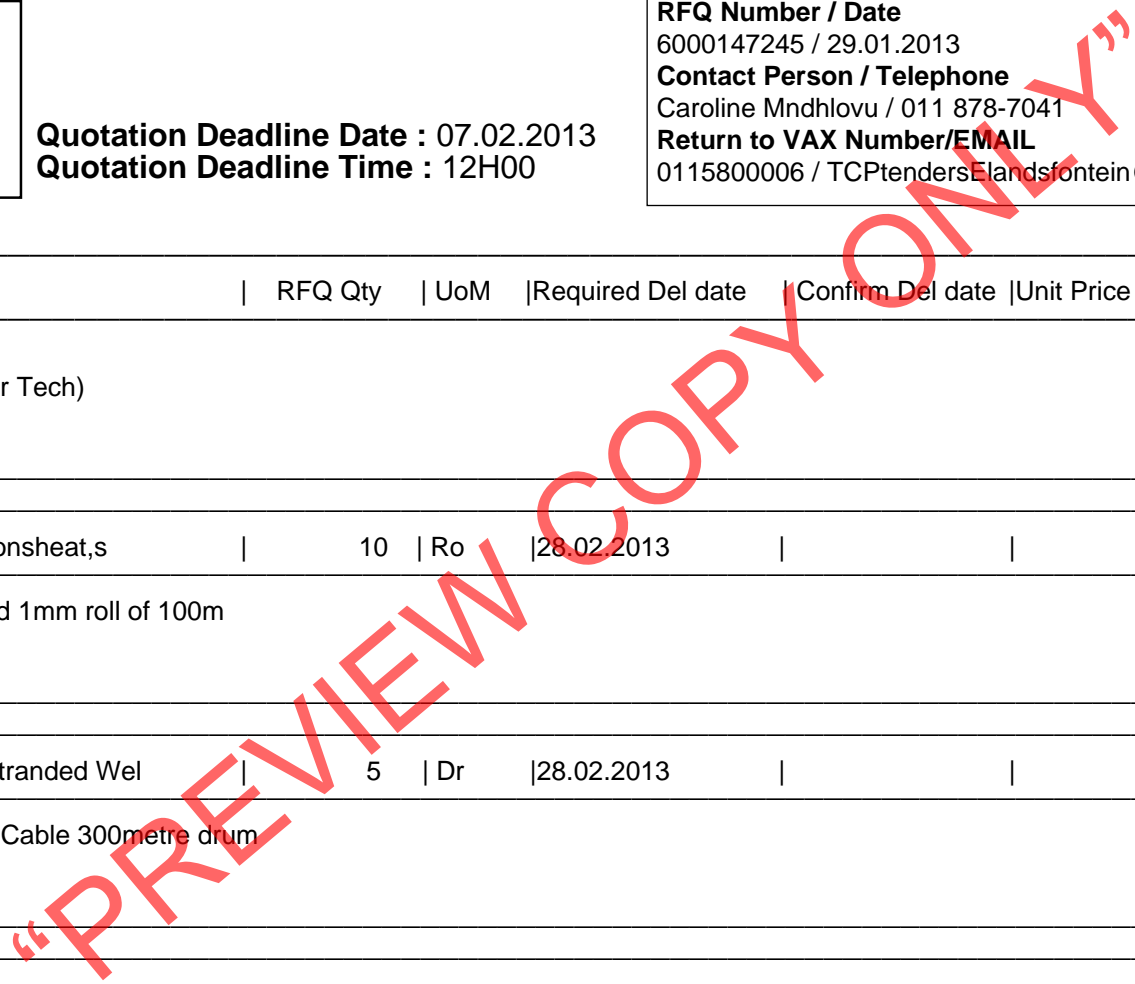 RFQ Number / Date
6000147245 / 29.01.2013
Contact Person / Telephone
Caroline Mndhlovu / 011 878-7041
Return to VAX Number/EMAIL
0115800006 / TCPtendersElandsfontein
Quotation Deadline Date : 07.02.2013
Quotation Deadline Time : 12H00
| RFQ Qty | UoM |Required Del date | Confirm Del date |Unit Price
r Tech)
onsheat,s | 10 | Ro |28.02.2013 | |
d 1mm roll of 100m
tranded Wel | 5 | Dr |28.02.2013 | |
Cable 300metre drum
“PREVIEW COPY ONLY”